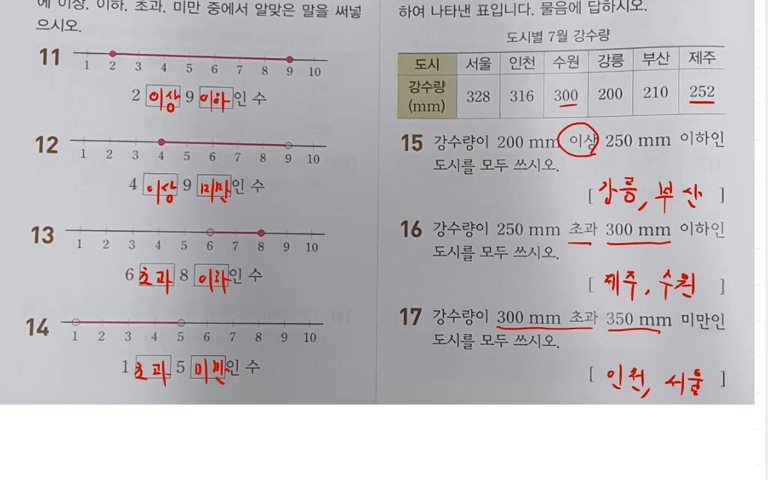 에 이상, 이하, 초과, 미만 중에서 알맞은 말을 써넣
으시오.
11
1 2 3 4 5 6 7 8 9 10
2 이상 9 이하 인 수
12
1 2 3 4 5 6 7 8 9 10
4 이상 9 미만 인 수
13
1 2 3 4 5 6 7 8 9 10
6 초과 8 이하 인 수
14
1 2 3 4 5 6 7 8 9 10
1 초과 5 미만 인 수
하여 나타낸 표입니다. 물음에 답하시오.
도시별 7월 강수량
도시 서울 인천 수원 강릉 부산 제주
강수량 (mm) 328 316 300 200 210 252
15 강수량이 200 mm 이상 250 mm 이하인
도시를 모두 쓰시오.
[ 강릉, 부산 ]
16 강수량이 250 mm 초과 300 mm 이하인
도시를 모두 쓰시오.
[ 제주, 수원 ]
17 강수량이 300 mm 초과 350 mm 미만인
도시를 모두 쓰시오.
[ 인천, 서울 ]